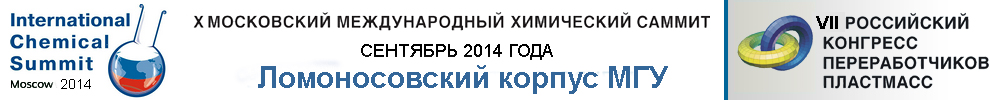 International
Chemical
Summit
Moscow 2014
X МОСКОВСКИЙ МЕЖДУНАРОДНЫЙ ХИМИЧЕСКИЙ САММИТ
СЕНТЯБРЬ 2014 ГОДА
Ломоносовский корпус МГУ
VII РОССИЙСКИЙ
КОНГРЕСС
ПЕРЕРАБОТЧИКОВ
ПЛАСТМАСС